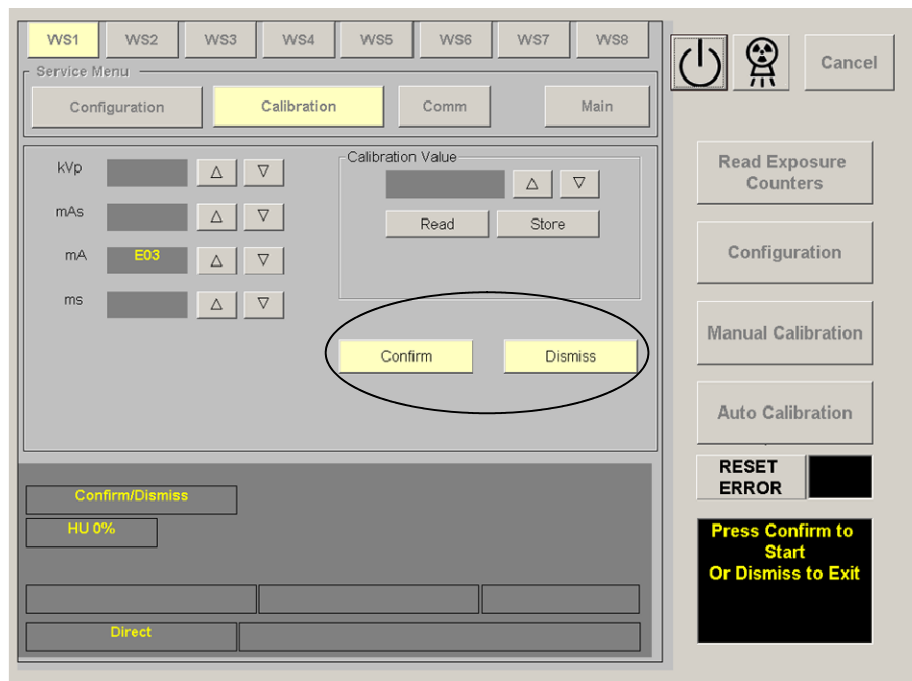 WS1 WS2 WS3 WS4 WS5 WS6 WS7 WS8
Cancel
Service Menu
Configuration Calibration Comm Main
kVp
Calibration Value
mAs
Read Store
mA E03
ms
Confirm Dismiss
Read Exposure
Counters
Configuration
Manual Calibration
Auto Calibration
RESET
ERROR
Confirm/Dismiss
HU 0%
Direct
Press Confirm to
Start
Or Dismiss to Exit